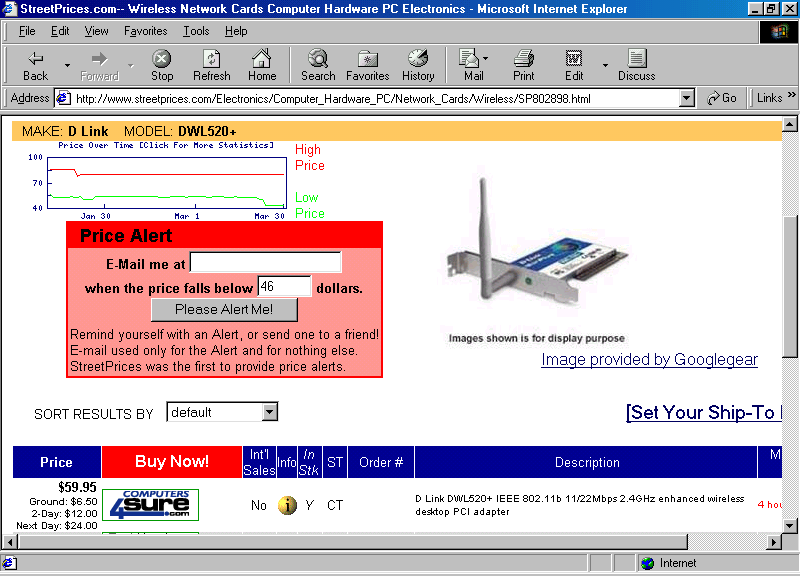 StreetPrices.com-- Wireless Network Cards Computer Hardware PC Electronics - Microsoft Internet Explorer
File Edit View Favorites Tools Help
Back Forward Stop Refresh Home Search Favorites History Mail Print Edit Discuss
Address http://www.streetprices.com/Electronics/Computer_Hardware_PC/Network_Cards/Wireless/SP802898.html Go Links »
MAKE: D Link MODEL: DWL520+
Price Over Time [Click For More Statistics]
100
70
40
Jan 30 Mar 1 Mar 30
High Price
Low Price
Price Alert
E-Mail me at
when the price falls below 46 dollars.
Please Alert Me!
Remind yourself with an Alert, or send one to a friend!
E-mail used only for the Alert and for nothing else.
StreetPrices was the first to provide price alerts.
Images shown is for display purpose
Image provided by Googlegear
SORT RESULTS BY default
[Set Your Ship-To
Price Buy Now! Int'l Sales Info In Stk ST Order # Description M
$59.95
Ground: $6.50
2-Day: $12.00
Next Day: $24.00
COMPUTERS
4SURE.com
No i Y CT
D Link DWL520+ IEEE 802.11b 11/22Mbps 2.4GHz enhanced wireless
desktop PCI adapter
4 hou
Internet